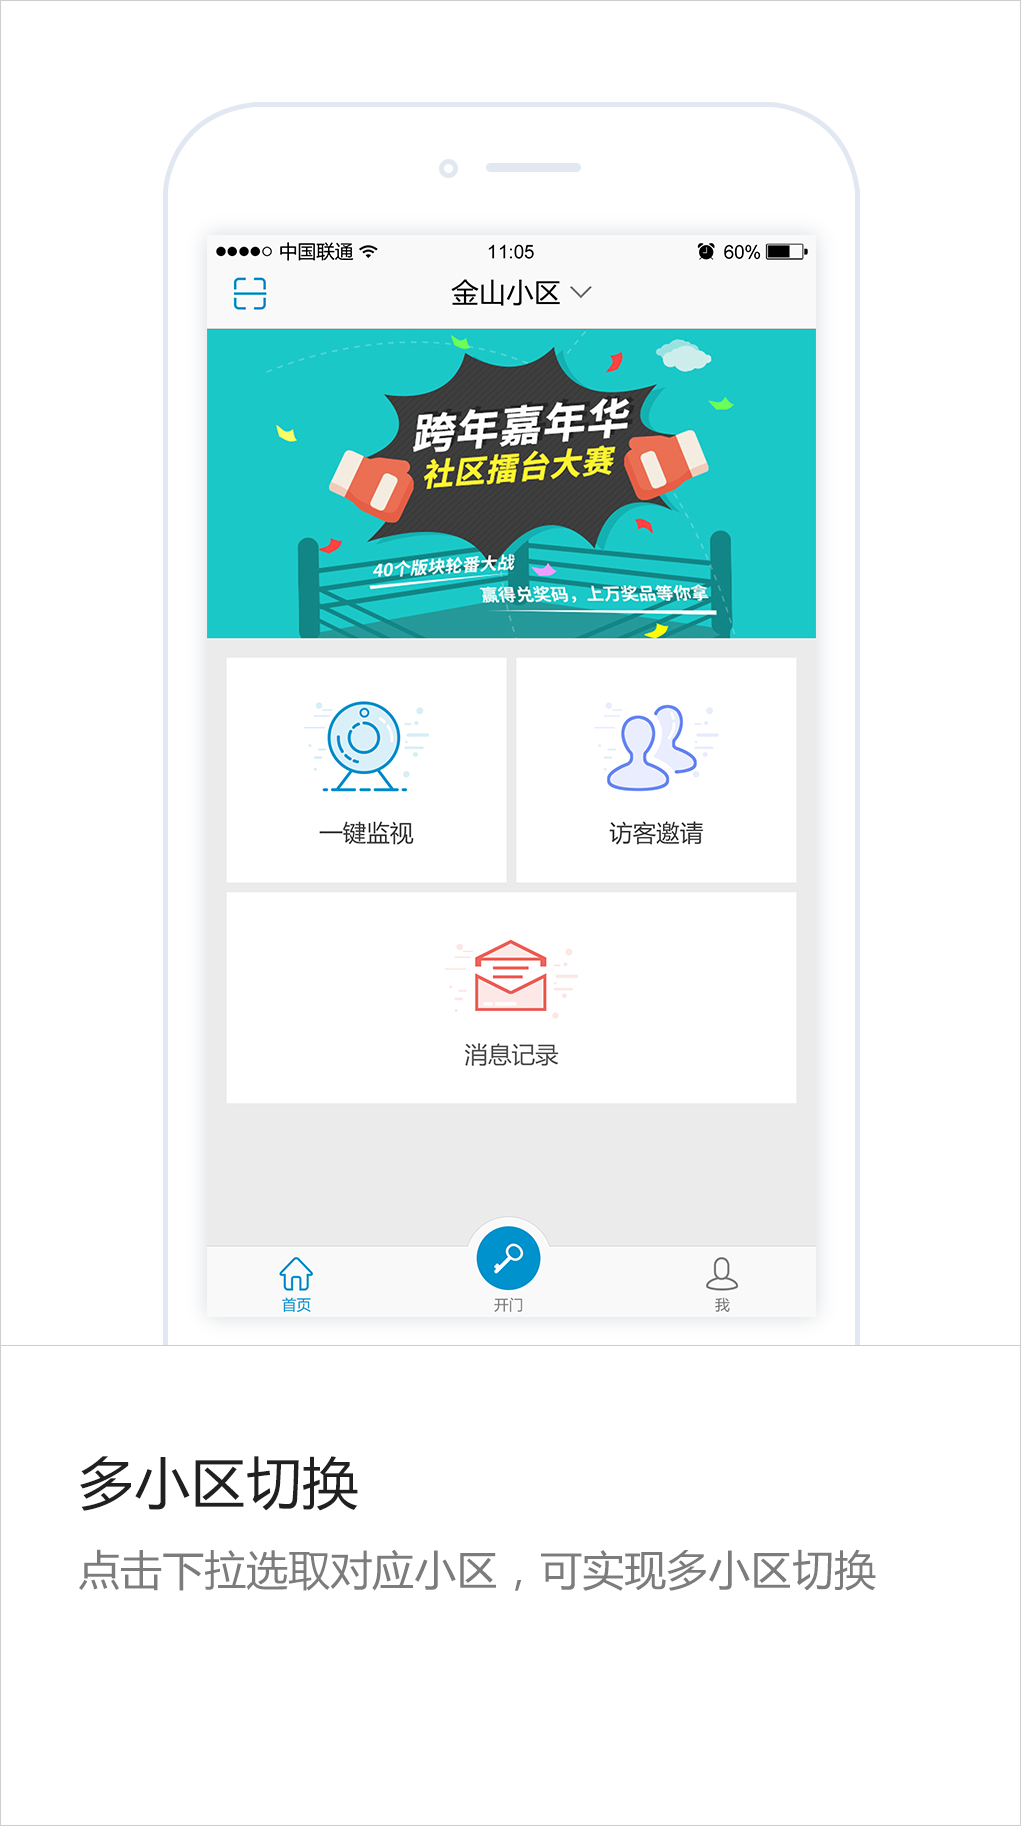 中国联通 11:05 60%
金山小区
跨年嘉年华
社区擂台大赛
40个版块轮番大战
赢得兑奖码，上万奖品等你拿
一键监视 访客邀请
消息记录
首页 开门 我
多小区切换
点击下拉选取对应小区，可实现多小区切换